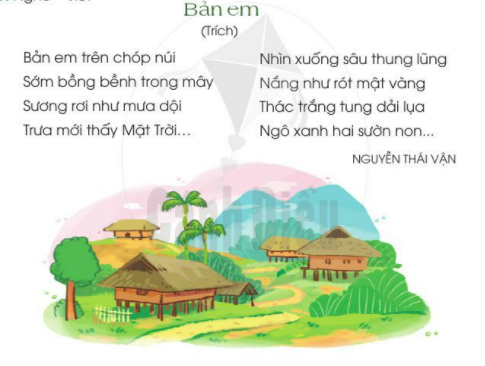 Bản em
(Trích)
Bản em trên chóp núi
Sớm bồng bềnh trong mây
Sương rơi như mưa dội
Trưa mới thấy Mặt Trời...
Nhìn xuống sâu thung lũng
Nắng như rót mật vàng
Thác trắng tung dải lụa
Ngô xanh hai sườn non...
NGUYỄN THÁI VẬN
Cánh Diều